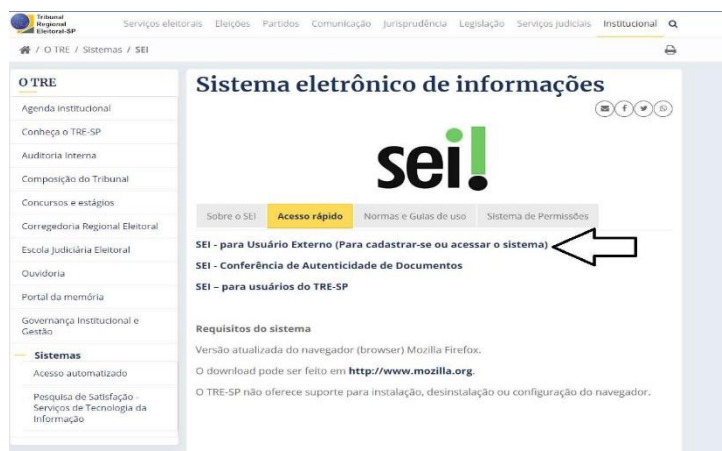 Tribunal
Regional
Eleitoral-SP
Serviços eleitorais Eleições Partidos Comunicação Jurisprudência Legislação Serviços judiciais Institucional
/ O TRE / Sistemas / SEI
O TRE
Agenda institucional
Conheça o TRE-SP
Auditoria Interna
Composição do Tribunal
Concursos e estágios
Corregedoria Regional Eleitoral
Escola Judiciária Eleitoral
Ouvidoria
Portal da memória
Governança Institucional e
Gestão
Sistemas
Acesso automatizado
Pesquisa de Satisfação -
Serviços de Tecnologia da
Informação
Sistema eletrônico de informações
sei!
Sobre o SEI Acesso rápido Normas e Guias de uso Sistema de Permissões
SEI - para Usuário Externo (Para cadastrar-se ou acessar o sistema)
SEI - Conferência de Autenticidade de Documentos
SEI – para usuários do TRE-SP
Requisitos do sistema
Versão atualizada do navegador (browser) Mozilla Firefox.
O download pode ser feito em http://www.mozilla.org.
O TRE-SP não oferece suporte para instalação, desinstalação ou configuração do navegador.